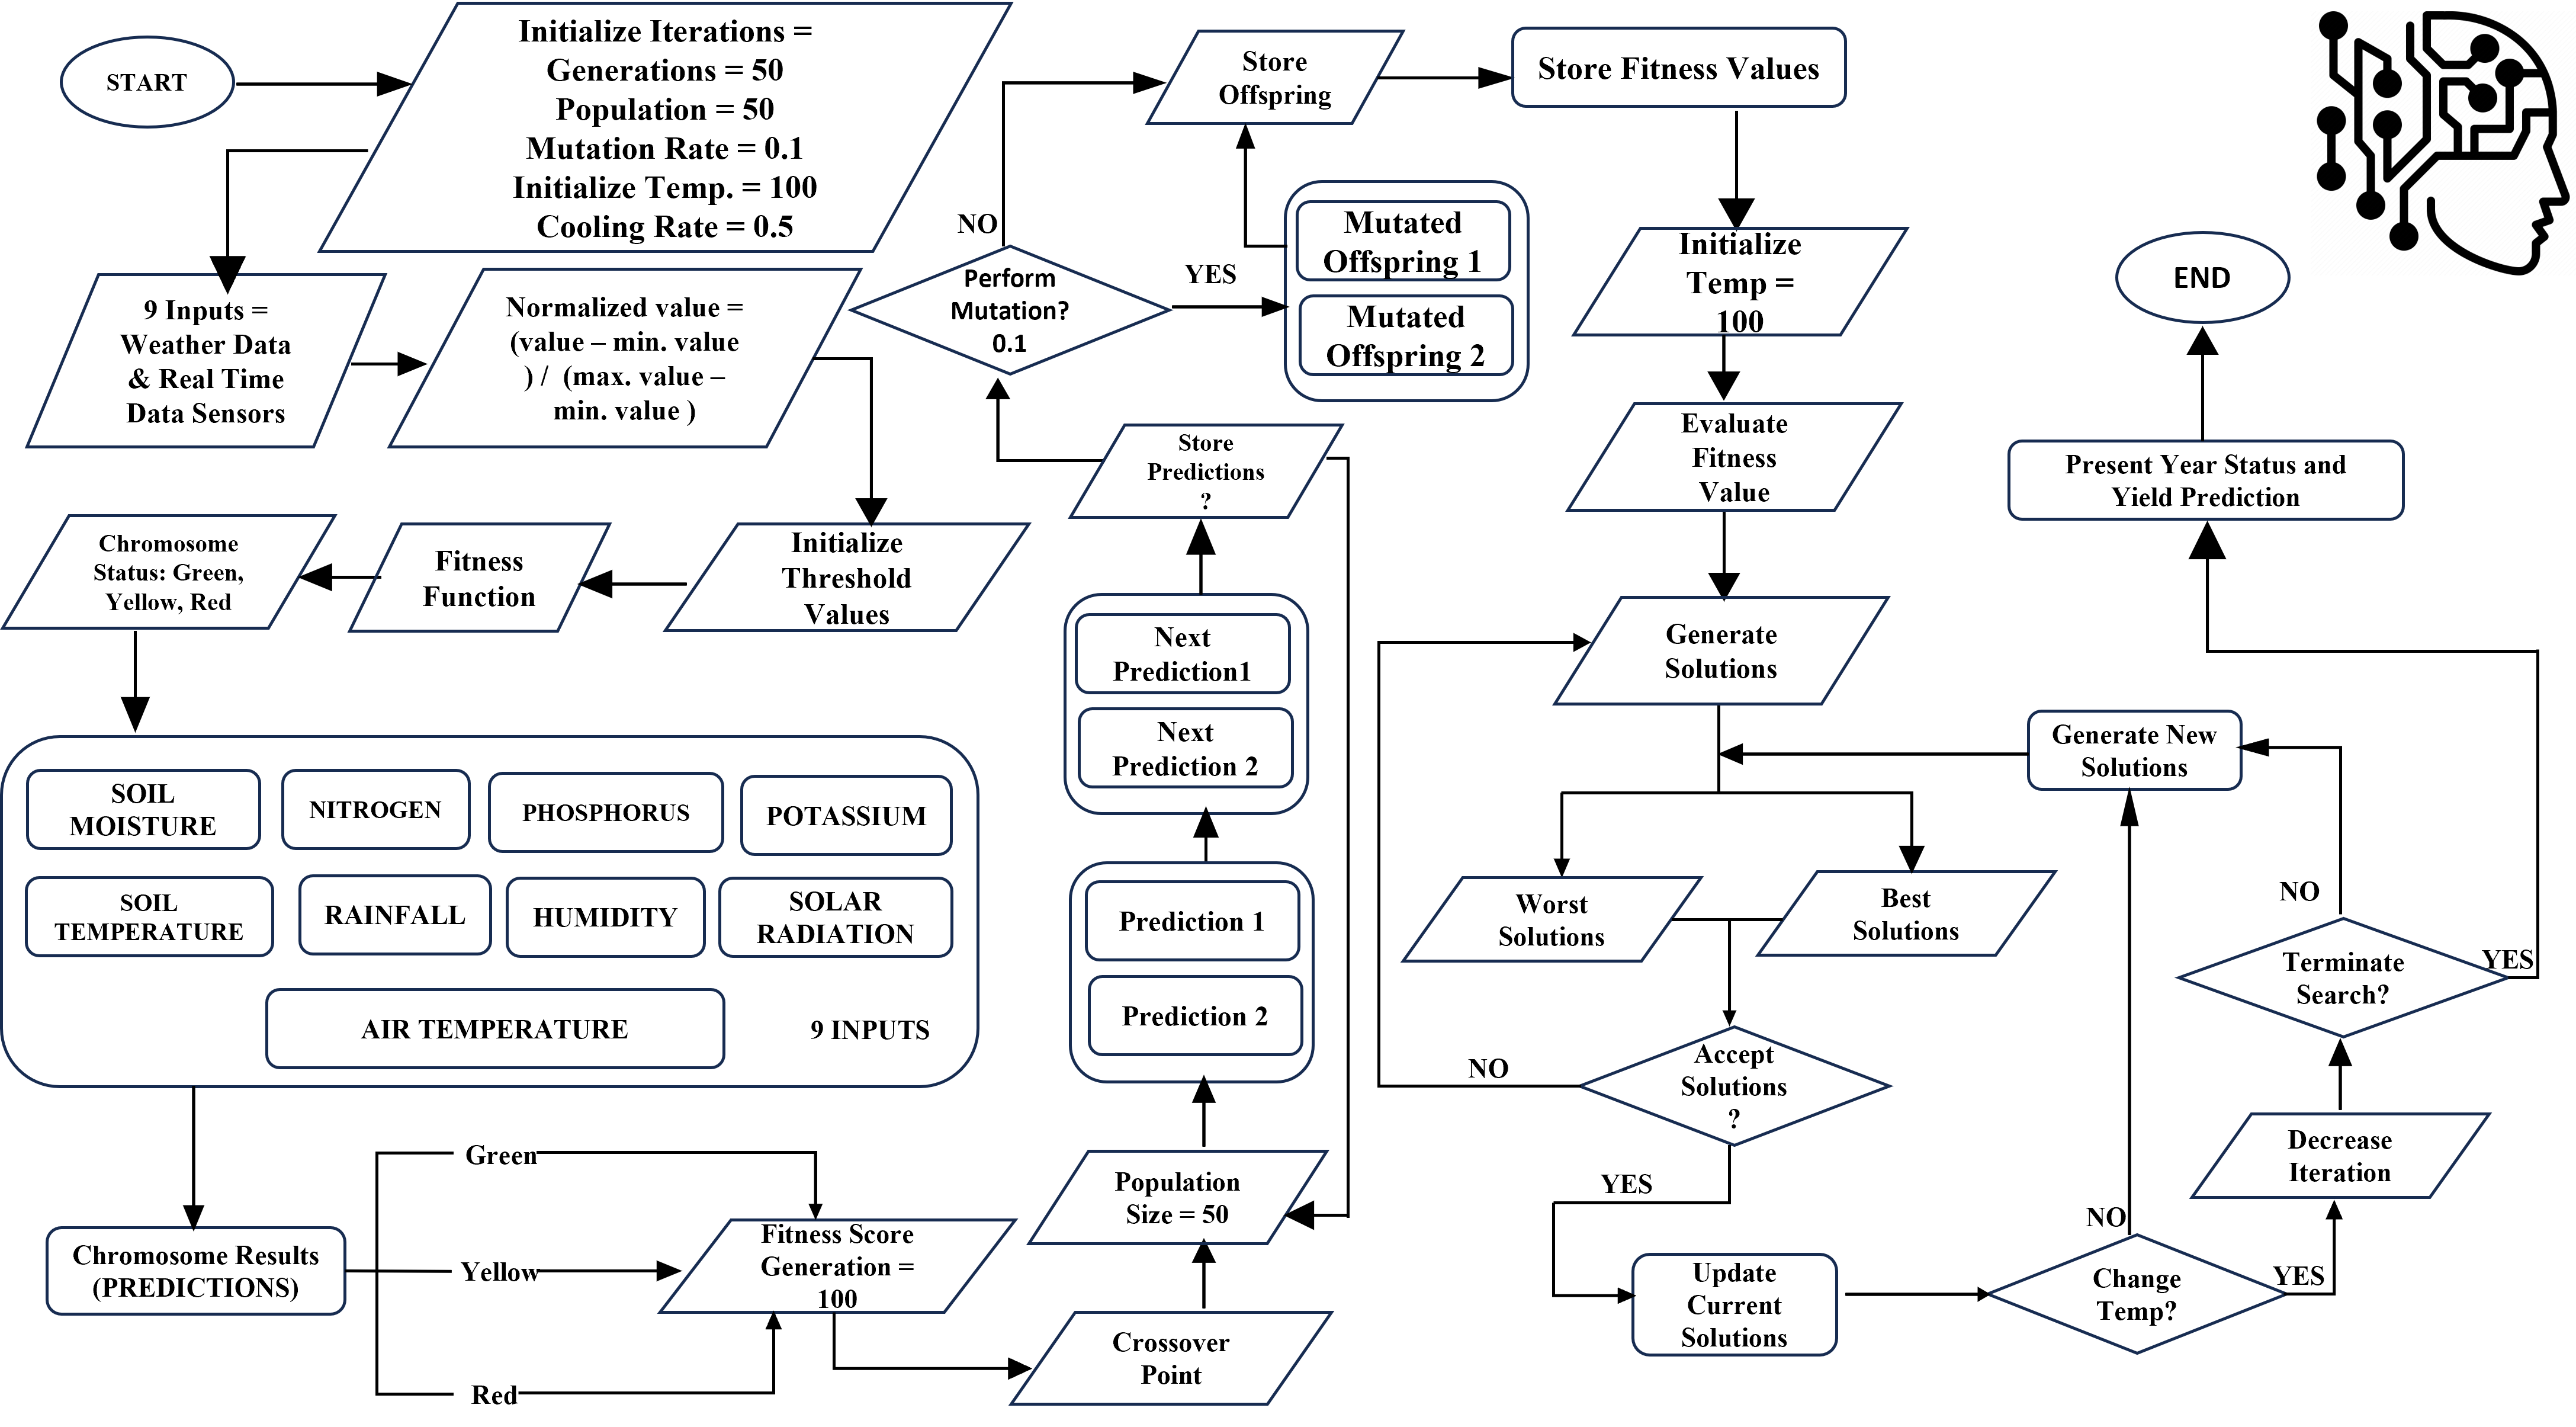 START
Initialize Iterations =
Generations = 50
Population = 50
Mutation Rate = 0.1
Initialize Temp. = 100
Cooling Rate = 0.5
9 Inputs =
Weather Data
& Real Time
Data Sensors
Normalized value =
(value – min. value
) / (max. value –
min. value )
Initialize
Threshold
Values
Fitness
Function
Chromosome
Status: Green,
Yellow, Red
SOIL
MOISTURE
NITROGEN
PHOSPHORUS
POTASSIUM
SOIL
TEMPERATURE
RAINFALL
HUMIDITY
SOLAR
RADIATION
AIR TEMPERATURE
9 INPUTS
Chromosome Results
(PREDICTIONS)
Green
Yellow
Red
Fitness Score
Generation =
100
Crossover
Point
Population
Size = 50
Prediction 1
Prediction 2
Next
Prediction1
Next
Prediction 2
Store
Predictions
?
Perform
Mutation?
0.1
NO
YES
Mutated
Offspring 1
Mutated
Offspring 2
Store
Offspring
Store Fitness Values
Initialize
Temp =
100
Evaluate
Fitness
Value
Generate
Solutions
Worst
Solutions
Best
Solutions
Accept
Solutions
?
NO
YES
Update
Current
Solutions
Change
Temp?
NO
YES
Decrease
Iteration
Terminate
Search?
NO
YES
Generate New
Solutions
Present Year Status and
Yield Prediction
END